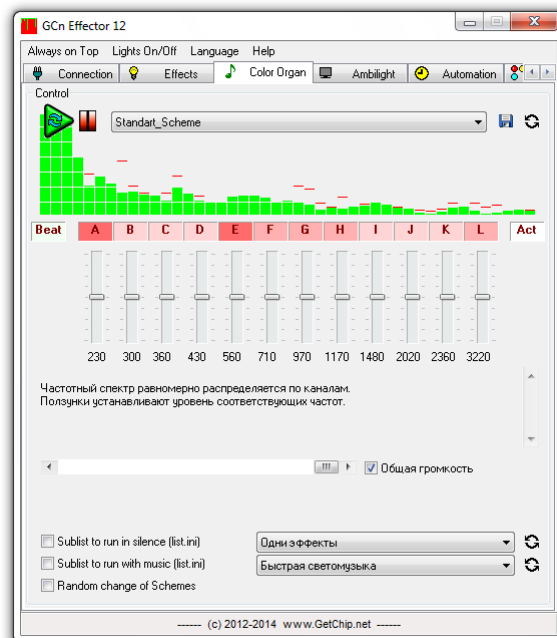 GCn Effector 12
Always on Top Lights On/Off Language Help
Connection Effects Color Organ Ambilight Automation
Control
Standart_Scheme
Beat A B C D E F G H I J K L Act
230 300 360 430 560 710 970 1170 1480 2020 2360 3220
Частотный спектр равномерно распределяется по каналам.
Ползунки устанавливают уровень соответствующих частот.
Общая громкость
Sublist to run in silence (list.ini) Одни эффекты
Sublist to run with music (list.ini) Быстрая светомузыка
Random change of Schemes
------ (c) 2012-2014 www.GetChip.net ------